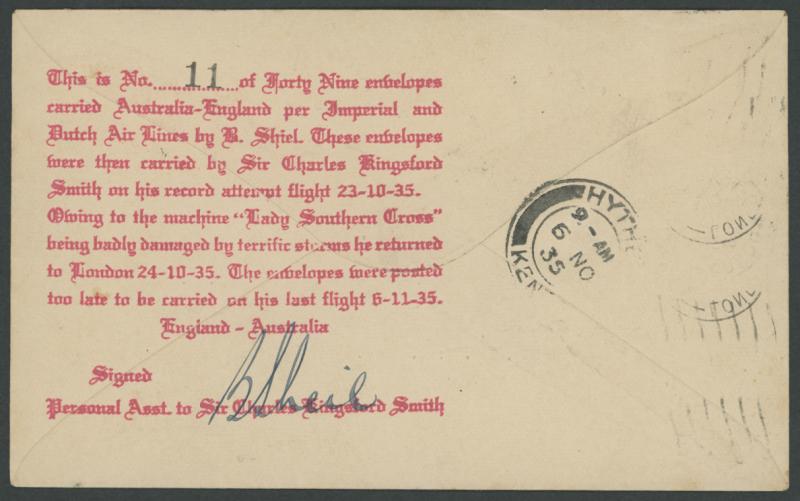 This is No. 11 of Forty Nine envelopes
carried Australia-England per Imperial and
Dutch Air Lines by B. Shiel. These envelopes
were then carried by Sir Charles Kingsford
Smith on his record attempt flight 23-10-35.
Owing to the machine "Lady Southern Cross"
being badly damaged by terrific storms he returned
to London 24-10-35. The envelopes were posted
too late to be carried on his last flight 6-11-35.
England - Australia
Signed
B Sheil
Personal Asst. to Sir Charles Kingsford Smith
HYTHE
9 - AM
6 NO
35
KEN
LON
LON